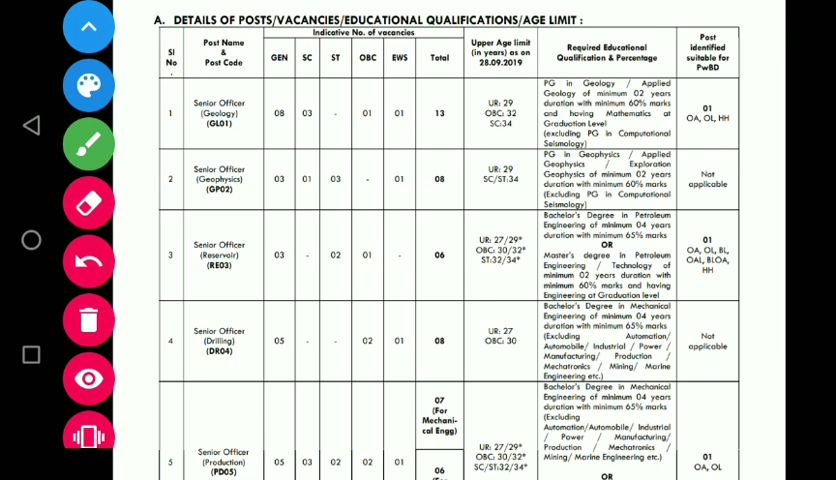 A. DETAILS OF POSTS/VACANCIES/EDUCATIONAL QUALIFICATIONS/AGE LIMIT :
Sl No .
Post Name & Post Code
Indicative No. of vacancies
GEN SC ST OBC EWS Total
Upper Age limit (in years) as on 28.09.2019
Required Educational Qualification & Percentage
Post identified suitable for PwBD
1
Senior Officer
(Geology)
(GL01)
08 03 - 01 01 13
UR: 29
OBC: 32
SC:34
PG in Geology / Applied
Geology of minimum 02 years
duration with minimum 60% marks
and having Mathematics at
Graduation Level
(excluding PG in Computational
Seismology)
01
OA, OL, HH
2
Senior Officer
(Geophysics)
(GP02)
03 01 03 - 01 08
UR: 29
SC/ST:34
PG in Geophysics / Applied
Geophysics / Exploration
Geophysics of minimum 02 years
duration with minimum 60% marks
(Excluding PG in Computational
Seismology)
Not
applicable
3
Senior Officer
(Reservoir)
(RE03)
03 - 02 01 - 06
UR: 27/29*
OBC: 30/32*
ST:32/34*
Bachelor's Degree in Petroleum
Engineering of minimum 04 years
duration with minimum 65% marks
OR
Master's degree in Petroleum
Engineering / Technology of
minimum 02 years duration with
minimum 60% marks and having
Engineering at Graduation level
01
OA, OL, BL,
OAL, BLOA,
HH
4
Senior Officer
(Drilling)
(DR04)
05 - - 02 01 08
UR: 27
OBC: 30
Bachelor's Degree in Mechanical
Engineering of minimum 04 years
duration with minimum 65% marks
(Excluding Automation/
Automobile/ Industrial / Power /
Manufacturing/ Production /
Mechatronics / Mining/ Marine
Engineering etc.)
Not
applicable
5
Senior Officer
(Production)
(PD05)
05 03 02 02 01
07
(For
Mechani-
cal Engg)
06
(For
UR: 27/29*
OBC: 30/32*
SC/ST:32/34*
Bachelor's Degree in Mechanical
Engineering of minimum 04 years
duration with minimum 65% marks
(Excluding
Automation/Automobile/ Industrial
/ Power / Manufacturing/
Production / Mechatronics /
Mining/ Marine Engineering etc.)
OR
01
OA, OL